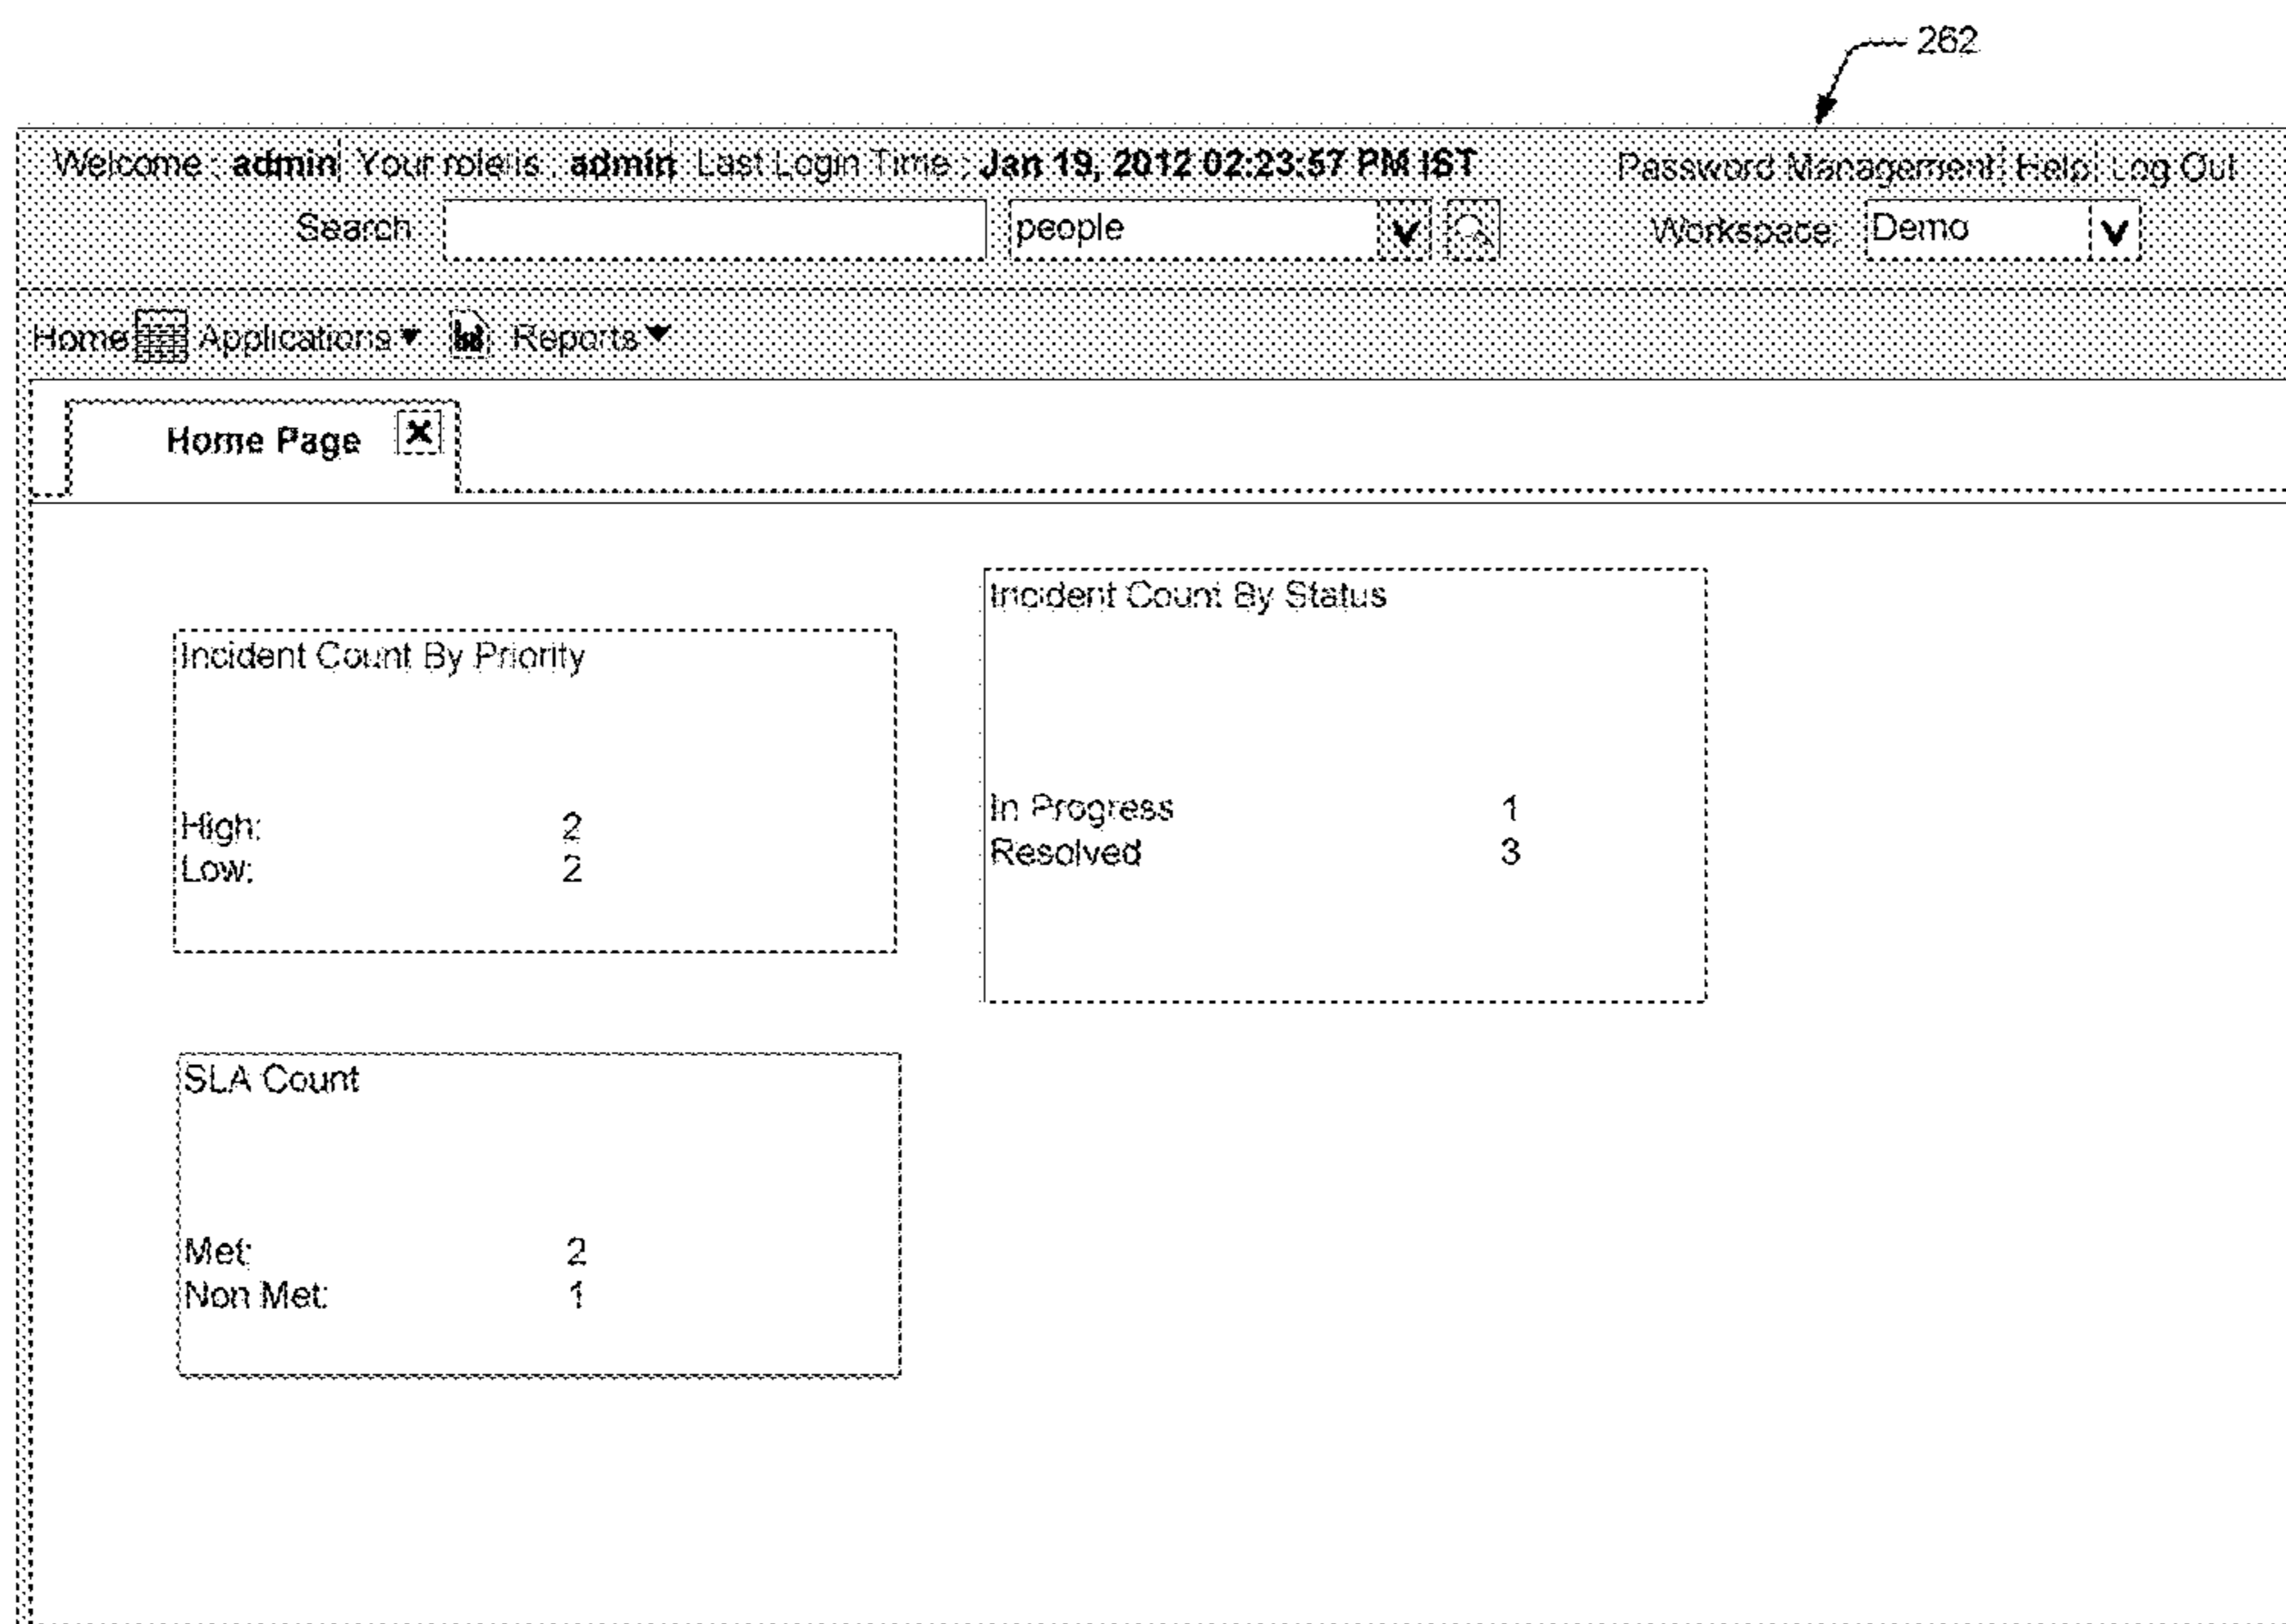 262
Welcome : admin Your role is : admin Last Login Time : Jan 19, 2012 02:23:57 PM IST Password Management Help Log Out
Search people Workspace: Demo
Home Applications Reports
Home Page
Incident Count By Status
Incident Count By Priority
In Progress 1
High: 2
Resolved 3
Low: 2
SLA Count
Met: 2
Non Met: 1